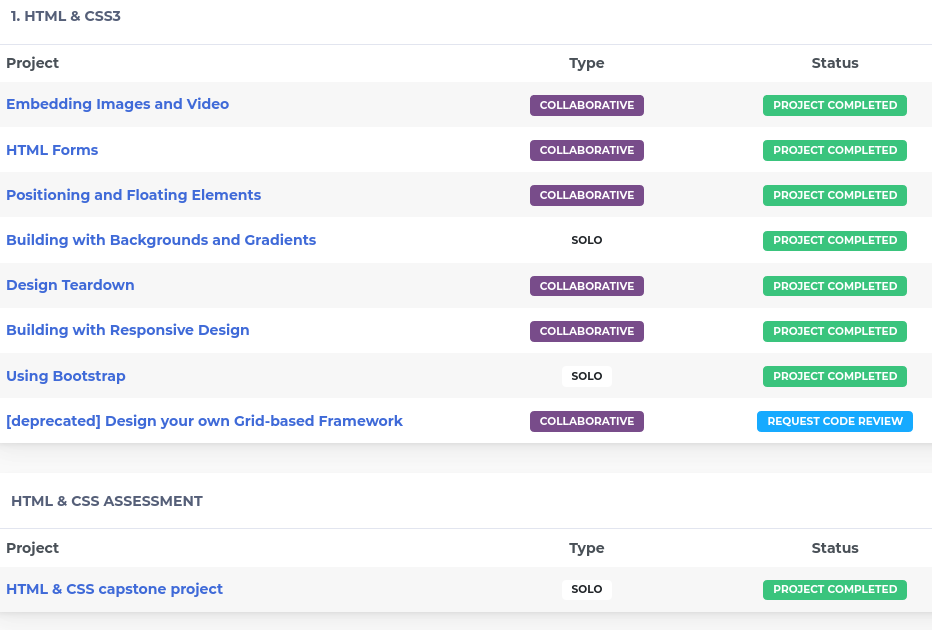 1. HTML & CSS3
Project Type Status
Embedding Images and Video COLLABORATIVE PROJECT COMPLETED
HTML Forms COLLABORATIVE PROJECT COMPLETED
Positioning and Floating Elements COLLABORATIVE PROJECT COMPLETED
Building with Backgrounds and Gradients SOLO PROJECT COMPLETED
Design Teardown COLLABORATIVE PROJECT COMPLETED
Building with Responsive Design COLLABORATIVE PROJECT COMPLETED
Using Bootstrap SOLO PROJECT COMPLETED
[deprecated] Design your own Grid-based Framework COLLABORATIVE REQUEST CODE REVIEW
HTML & CSS ASSESSMENT
Project Type Status
HTML & CSS capstone project SOLO PROJECT COMPLETED